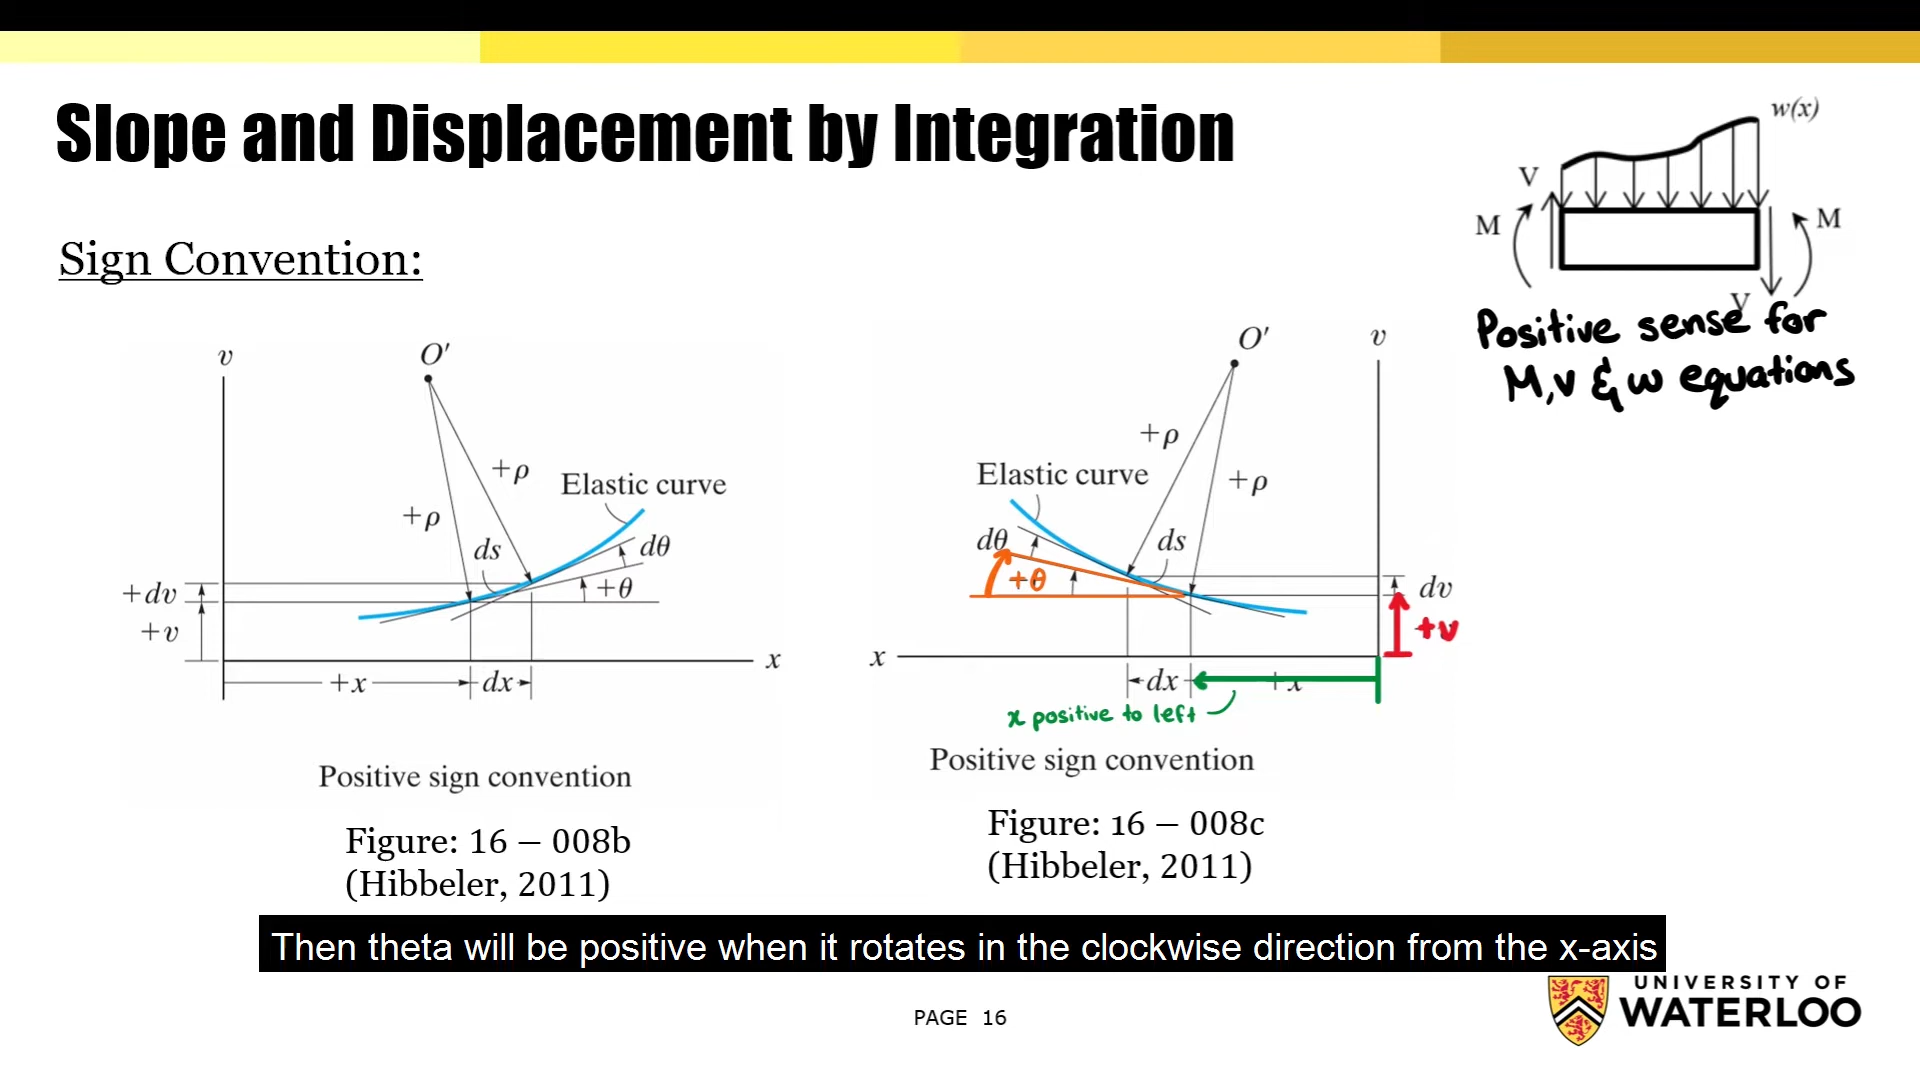 Slope and Displacement by Integration
Sign Convention:
w(x)
V
M
M
V
Positive sense for
M, V & w equations
v
O'
+ρ
Elastic curve
+ρ
ds
dθ
+dv
+θ
+v
x
+x
dx
Positive sign convention
Figure: 16 – 008b
(Hibbeler, 2011)
O'
v
+ρ
Elastic curve
+ρ
dθ
ds
+θ
dv
+v
x
dx
+x
x positive to left
Positive sign convention
Figure: 16 – 008c
(Hibbeler, 2011)
Then theta will be positive when it rotates in the clockwise direction from the x-axis
PAGE 16
UNIVERSITY OF
WATERLOO